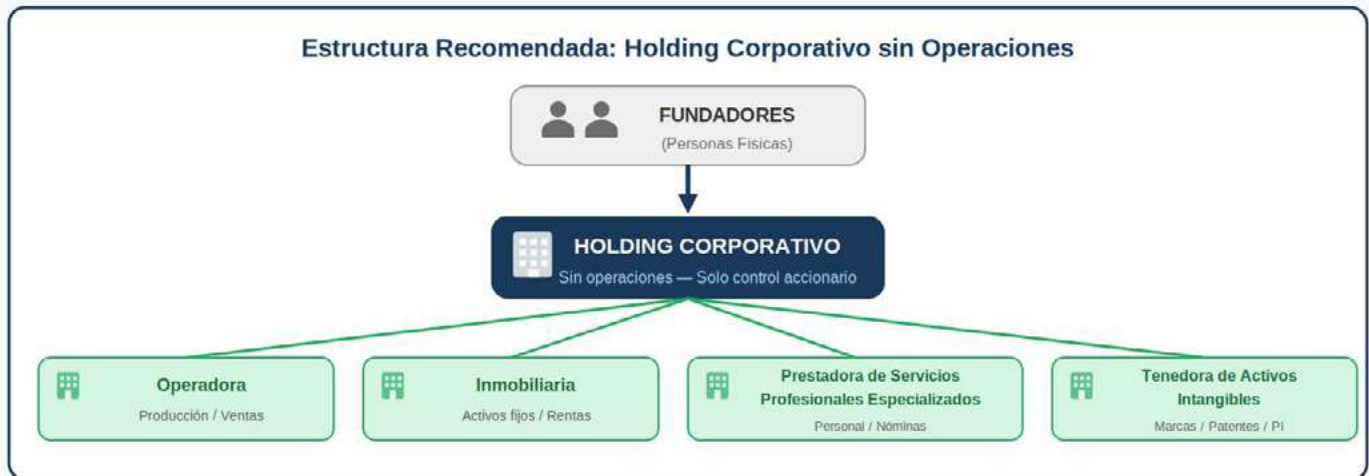 Estructura Recomendada: Holding Corporativo sin Operaciones
FUNDADORES
(Personas Físicas)
HOLDING CORPORATIVO
Sin operaciones — Solo control accionario
Operadora
Producción / Ventas
Inmobiliaria
Activos fijos / Rentas
Prestadora de Servicios
Profesionales Especializados
Personal / Nóminas
Tenedora de Activos
Intangibles
Marcas / Patentes / PI